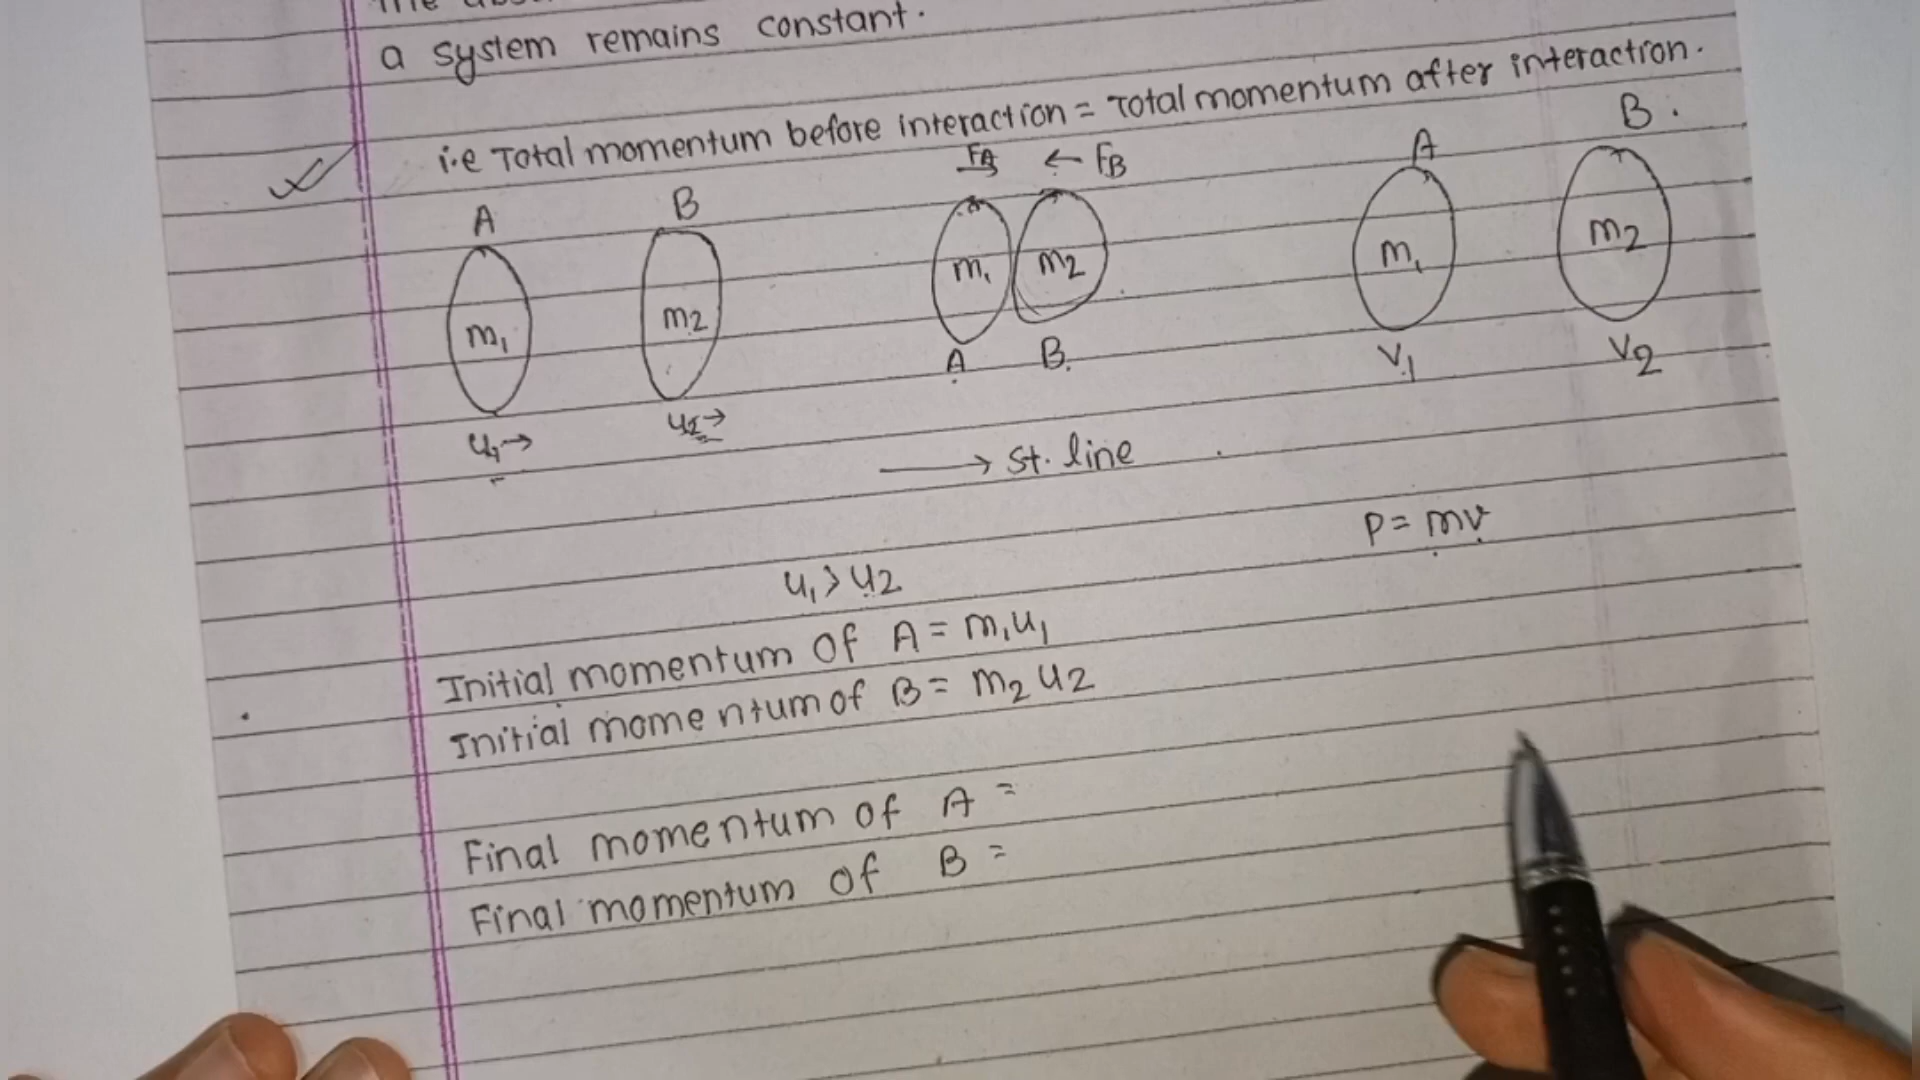 a system remains constant.
i.e Total momentum before interaction = Total momentum after interaction.
A B FA ← FB A B.
m1 m2 m1 m2 m1 m2
A B. V1 V2
u1→ u2→
→ St. line
P = mv
u1 > u2
Initial momentum of A = m1u1
Initial momentum of B = m2 u2
Final momentum of A =
Final momentum of B =